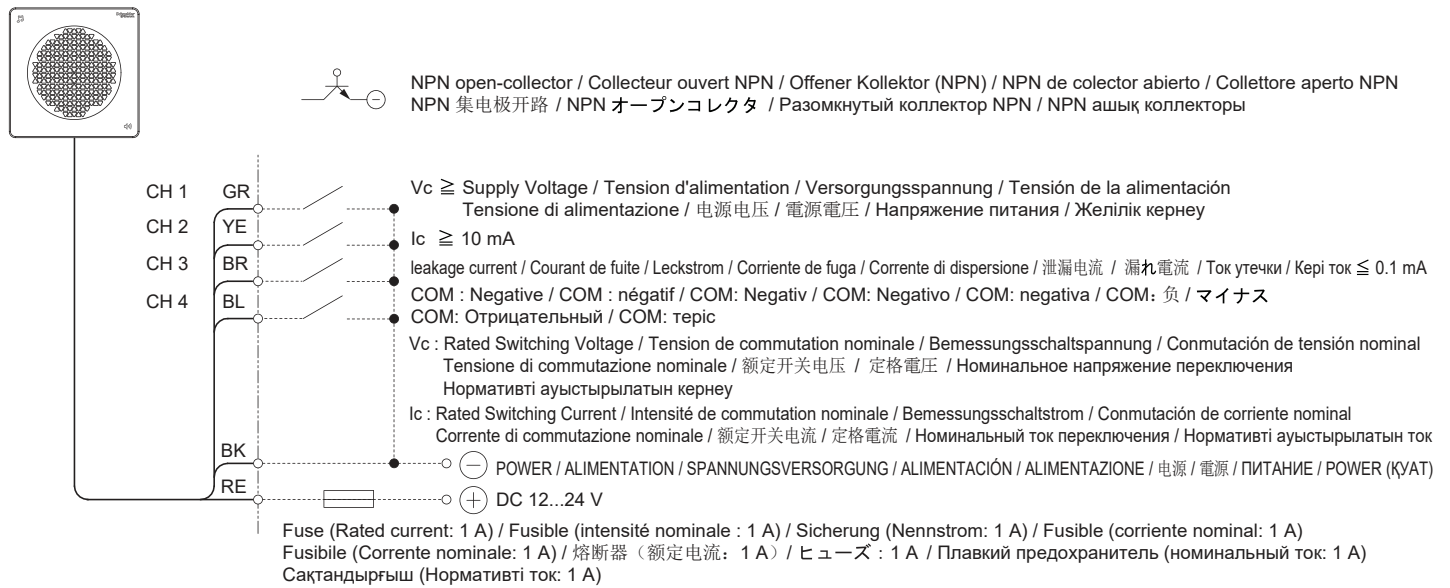 Schneider
Electric
NPN open-collector / Collecteur ouvert NPN / Offener Kollektor (NPN) / NPN de colector abierto / Collettore aperto NPN
NPN 集电极开路 / NPN オープンコレクタ / Разомкнутый коллектор NPN / NPN ашық коллекторы
CH 1 GR
CH 2 YE
CH 3 BR
CH 4 BL
Vc ≧ Supply Voltage / Tension d'alimentation / Versorgungsspannung / Tensión de la alimentación
Tensione di alimentazione / 电源电压 / 電源電圧 / Напряжение питания / Желілік кернеу
Ic ≧ 10 mA
leakage current / Courant de fuite / Leckstrom / Corriente de fuga / Corrente di dispersione / 泄漏电流 / 漏れ電流 / Ток утечки / Кері ток ≦ 0.1 mA
COM : Negative / COM : négatif / COM: Negativ / COM: Negativo / COM: negativa / COM: 负 / マイナス
COM: Отрицательный / COM: теріс
Vc : Rated Switching Voltage / Tension de commutation nominale / Bemessungsschaltspannung / Conmutación de tensión nominal
Tensione di commutazione nominale / 额定开关电压 / 定格電圧 / Номинальное напряжение переключения
Нормативті ауыстырылатын кернеу
Ic : Rated Switching Current / Intensité de commutation nominale / Bemessungsschaltstrom / Conmutación de corriente nominal
Corrente di commutazione nominale / 额定开关电流 / 定格電流 / Номинальный ток переключения / Нормативті ауыстырылатын ток
BK
− POWER / ALIMENTATION / SPANNUNGSVERSORGUNG / ALIMENTACIÓN / ALIMENTAZIONE / 电源 / 電源 / ПИТАНИЕ / POWER (ҚУАТ)
RE
+ DC 12...24 V
Fuse (Rated current: 1 A) / Fusible (intensité nominale : 1 A) / Sicherung (Nennstrom: 1 A) / Fusible (corriente nominal: 1 A)
Fusibile (Corrente nominale: 1 A) / 熔断器（额定电流：1 A）/ ヒューズ : 1 A / Плавкий предохранитель (номинальный ток: 1 A)
Сақтандырғыш (Нормативті ток: 1 A)